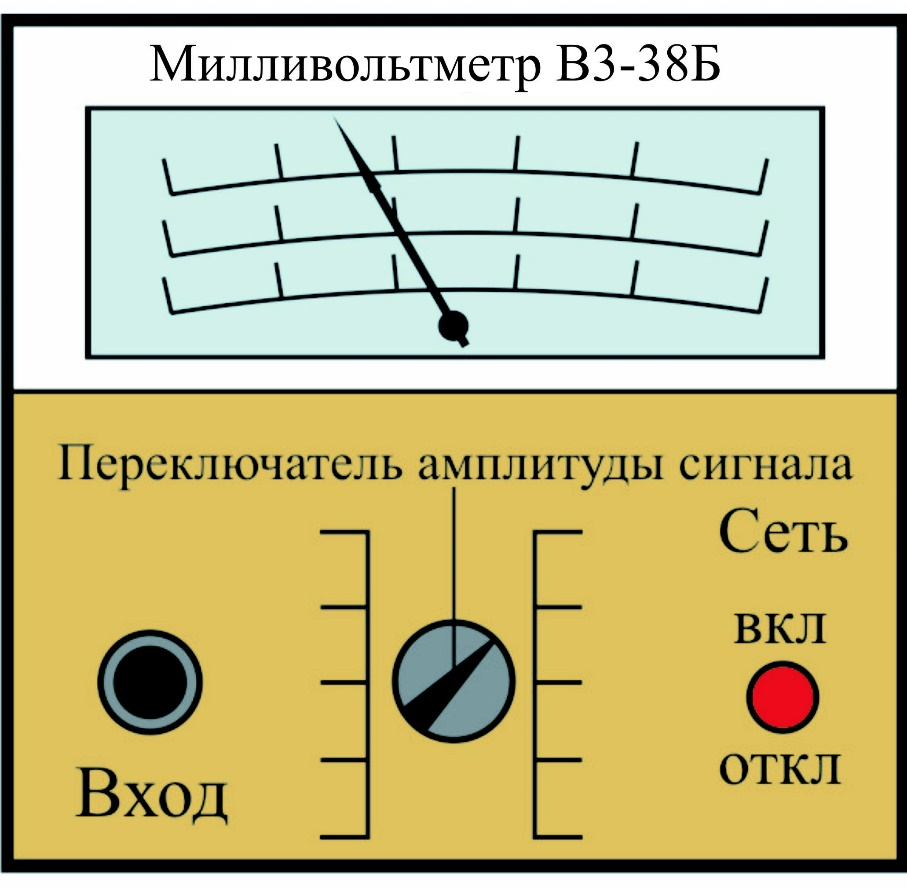 Милливольтметр В3-38Б
Переключатель амплитуды сигнала
Сеть
вкл
откл
Вход